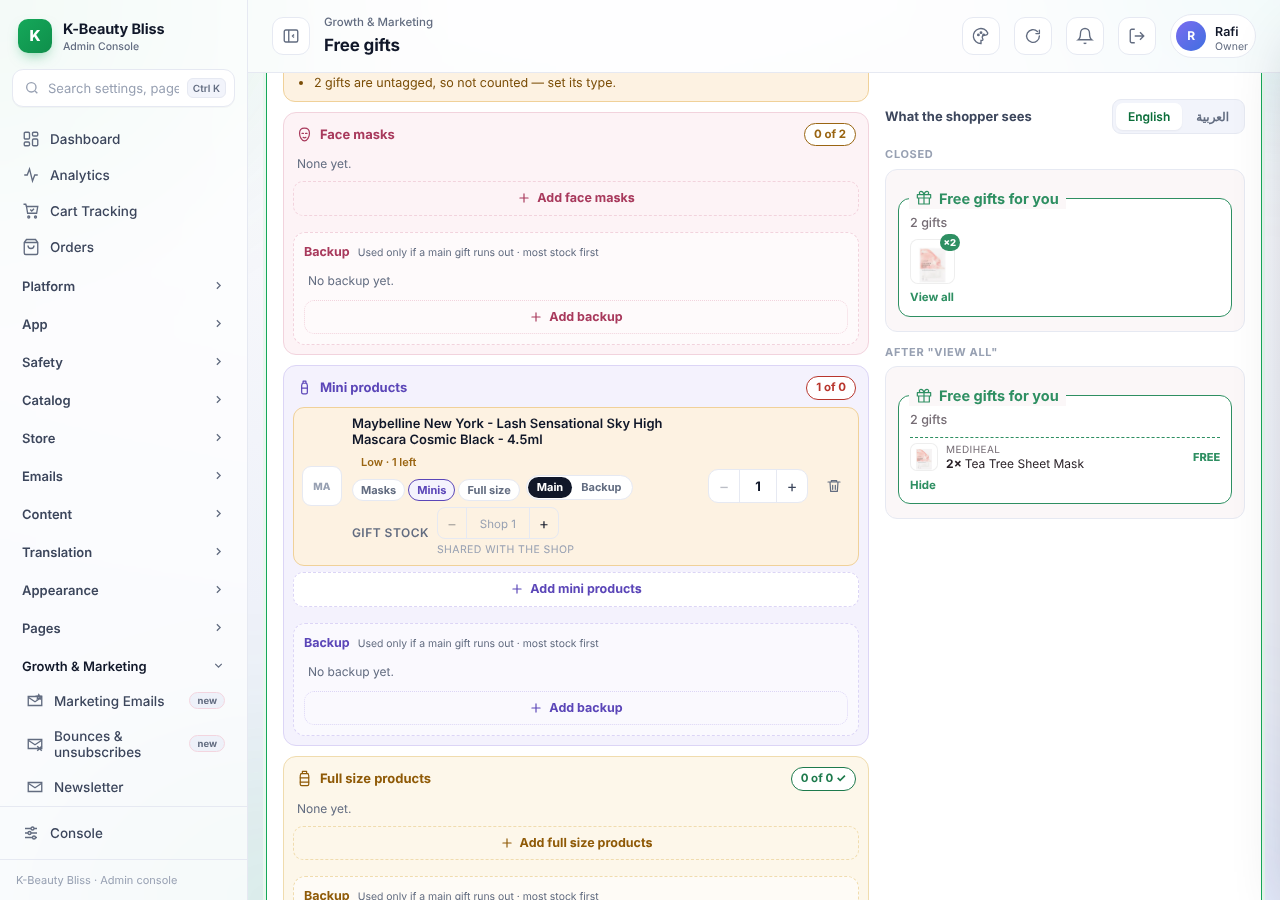 K
K-Beauty Bliss
Admin Console
Search settings, page
Ctrl K
Dashboard
Analytics
Cart Tracking
Orders
Platform
App
Safety
Catalog
Store
Emails
Content
Translation
Appearance
Pages
Growth & Marketing
Marketing Emails
new
Bounces & unsubscribes
new
Newsletter
Console
K-Beauty Bliss · Admin console
Growth & Marketing
Free gifts
R
Rafi
Owner
• 2 gifts are untagged, so not counted — set its type.
Face masks
0 of 2
None yet.
+ Add face masks
Backup Used only if a main gift runs out · most stock first
No backup yet.
+ Add backup
Mini products
1 of 0
MA
Maybelline New York - Lash Sensational Sky High
Mascara Cosmic Black - 4.5ml
Low · 1 left
Masks Minis Full size Main Backup
− 1 +
GIFT STOCK − Shop 1 +
SHARED WITH THE SHOP
+ Add mini products
Backup Used only if a main gift runs out · most stock first
No backup yet.
+ Add backup
Full size products
0 of 0 ✓
None yet.
+ Add full size products
Backup Used only if a main gift runs out · most stock first
What the shopper sees
English العربية
CLOSED
Free gifts for you
2 gifts
×2
View all
AFTER "VIEW ALL"
Free gifts for you
2 gifts
MEDIHEAL
2× Tea Tree Sheet Mask
FREE
Hide